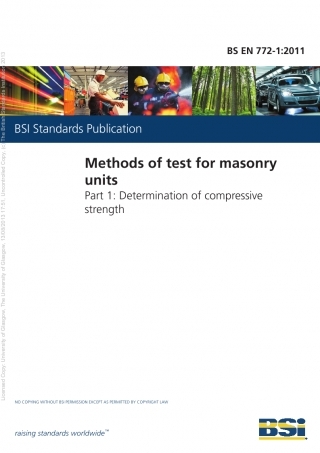 BS EN 772-1:2011
BSI Standards Publication
Methods of test for masonry
units
Part 1: Determination of compressive
strength
NO COPYING WITHOUT BSI PERMISSION EXCEPT AS PERMITTED BY COPYRIGHT LAW
raising standards worldwide™
BSi